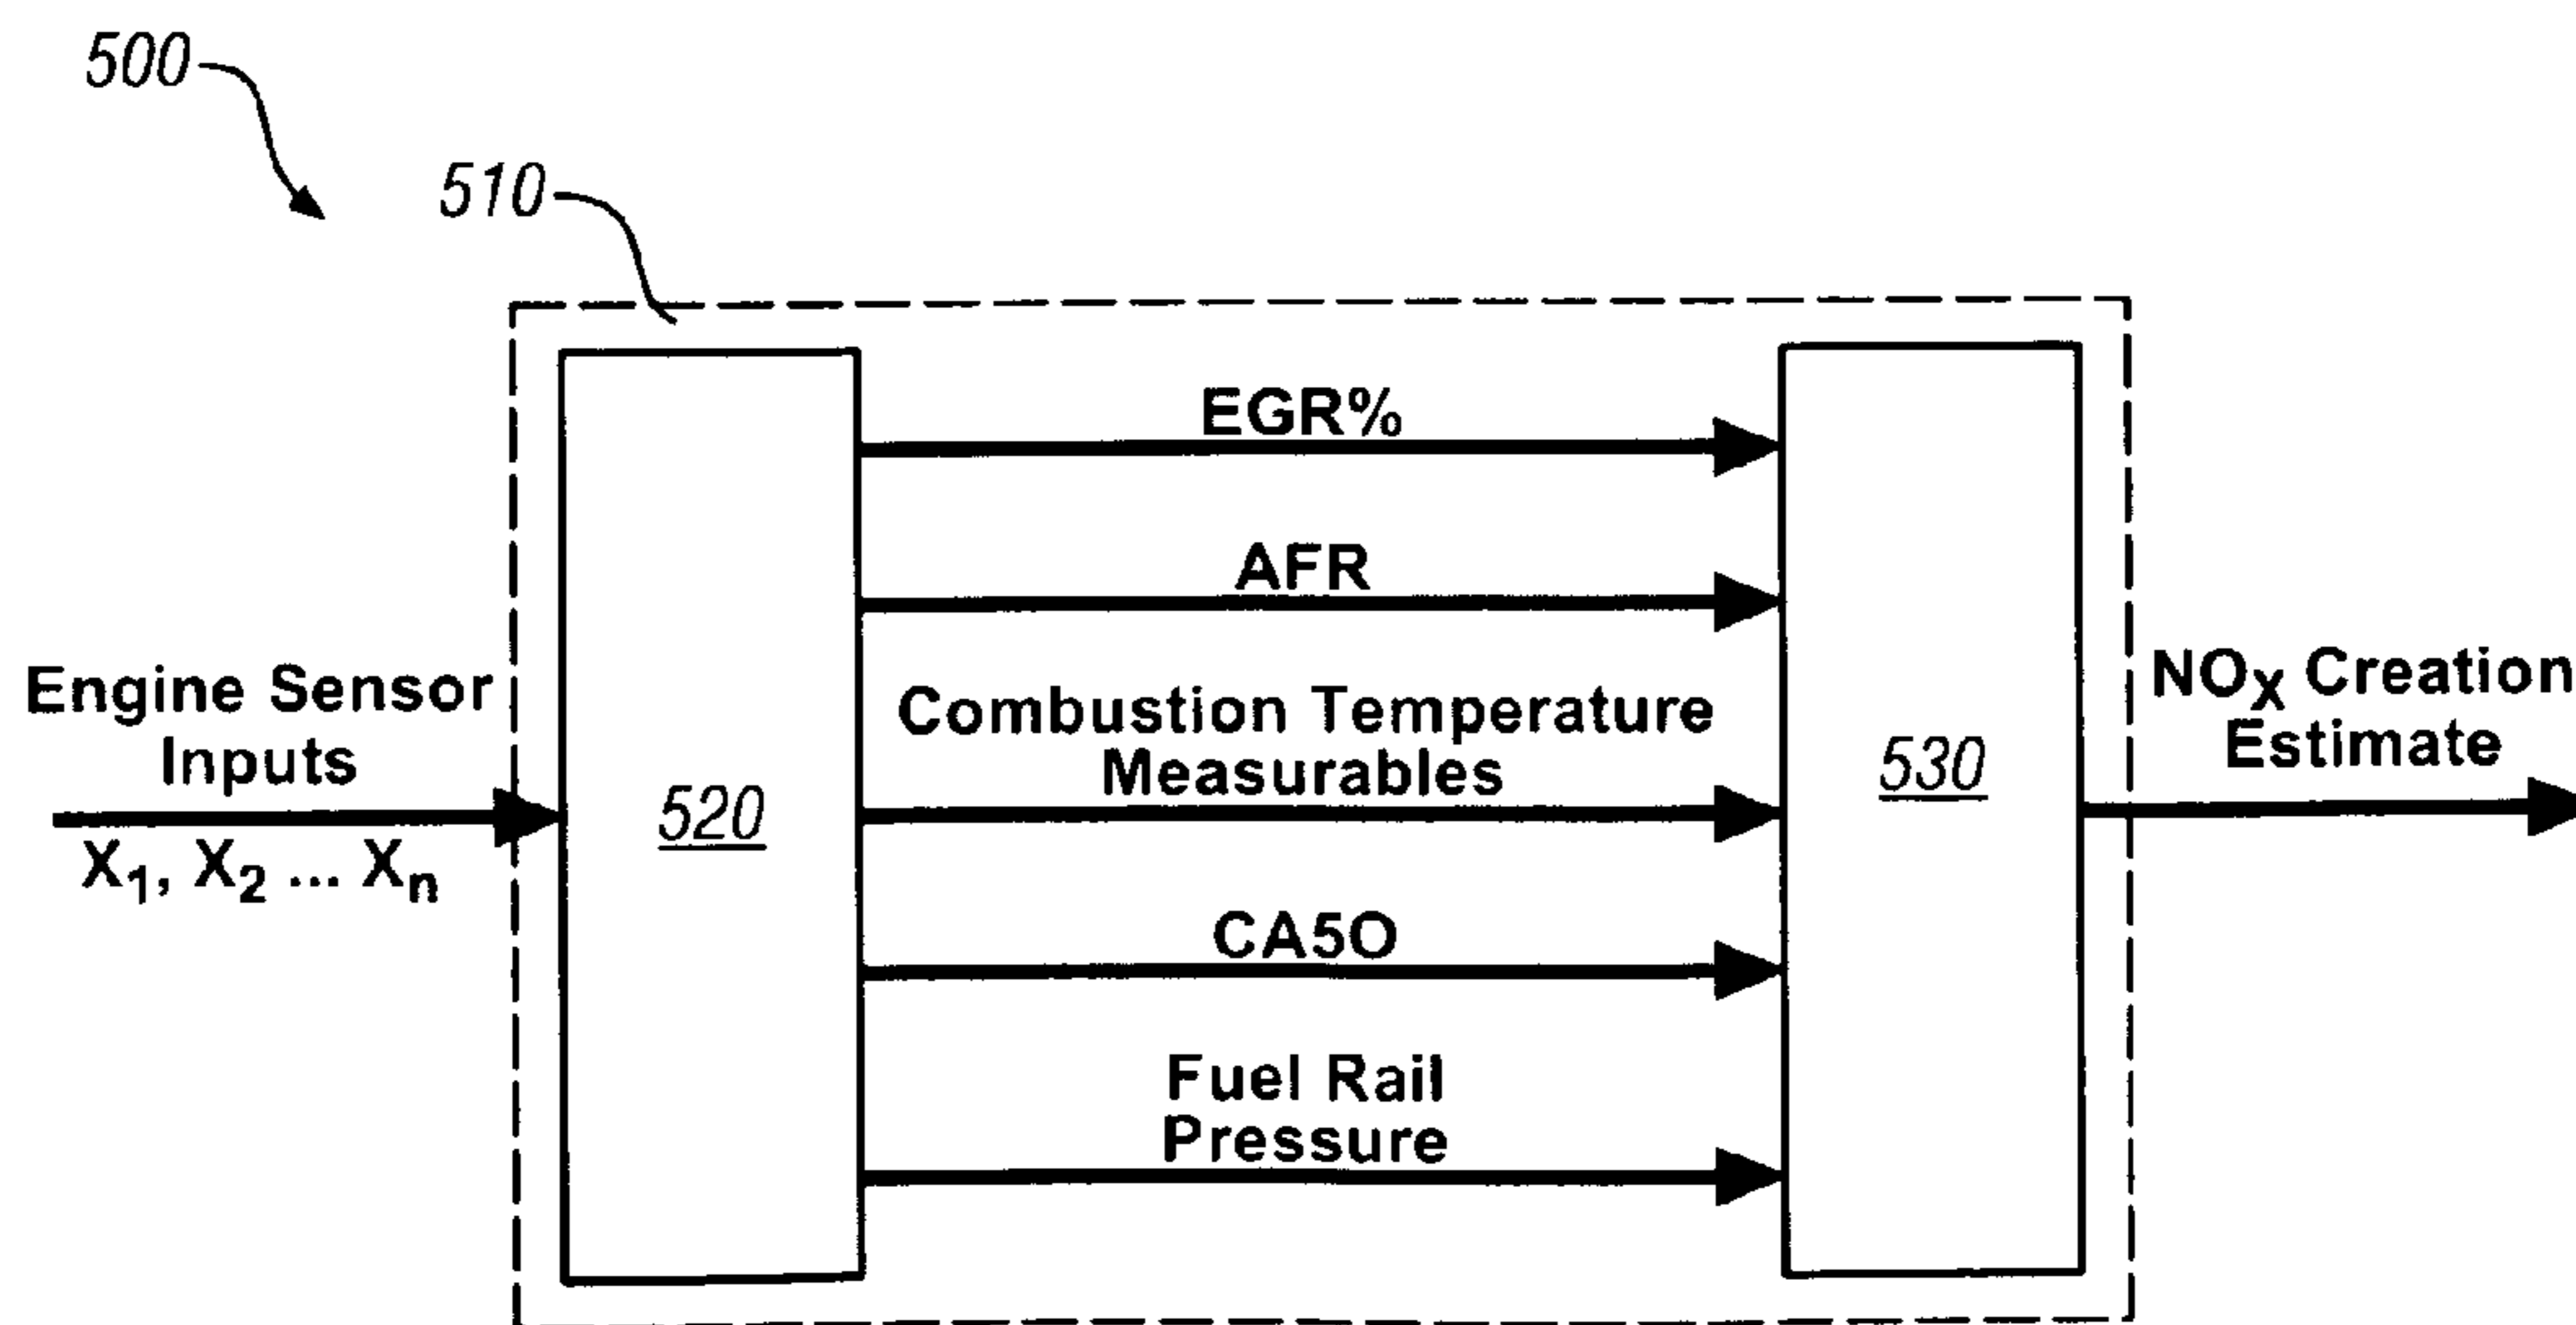 500
510
EGR%
AFR
Engine Sensor
Inputs
X1, X2 ... Xn
520
Combustion Temperature
Measurables
CA5O
Fuel Rail
Pressure
530
NOX Creation
Estimate